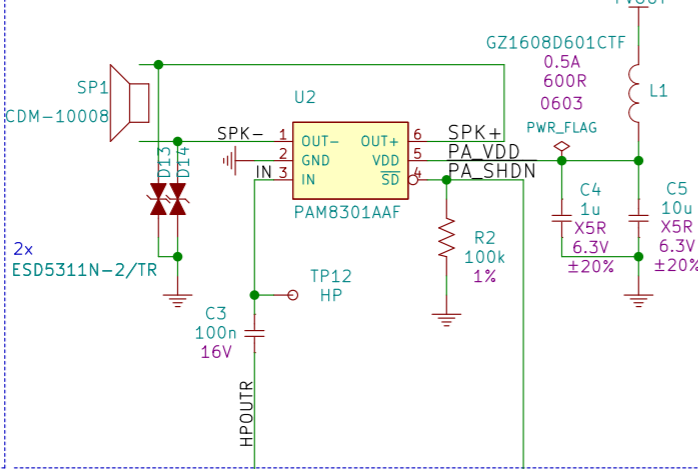 GZ1608D601CTF
0.5A
600R
0603
L1
PWR_FLAG
SP1
CDM-10008
U2
SPK-
1
OUT-
OUT+
6
SPK+
2
GND
VDD
5
PA_VDD
IN
3
IN
SD
4
PA_SHDN
PAM8301AAF
D13
D14
2x
ESD5311N-2/TR
C4
1u
X5R
6.3V
±20%
C5
10u
X5R
6.3V
±20%
R2
100k
1%
TP12
HP
C3
100n
16V
HPOUTR